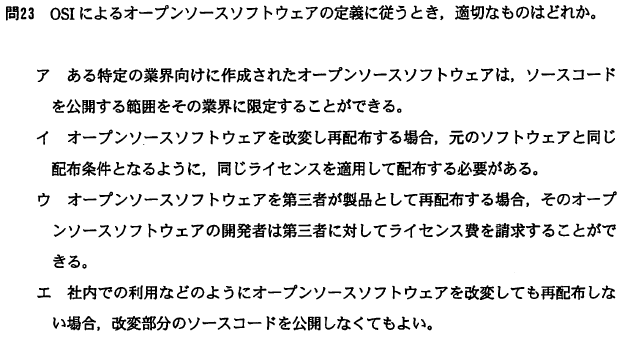 問23　OSIによるオープンソースソフトウェアの定義に従うとき，適切なものはどれか。
ア　ある特定の業界向けに作成されたオープンソースソフトウェアは，ソースコード
を公開する範囲をその業界に限定することができる。
イ　オープンソースソフトウェアを改変し再配布する場合，元のソフトウェアと同じ
配布条件となるように，同じライセンスを適用して配布する必要がある。
ウ　オープンソースソフトウェアを第三者が製品として再配布する場合，そのオープ
ンソースソフトウェアの開発者は第三者に対してライセンス費を請求することがで
きる。
エ　社内での利用などのようにオープンソースソフトウェアを改変しても再配布しな
い場合，改変部分のソースコードを公開しなくてもよい。